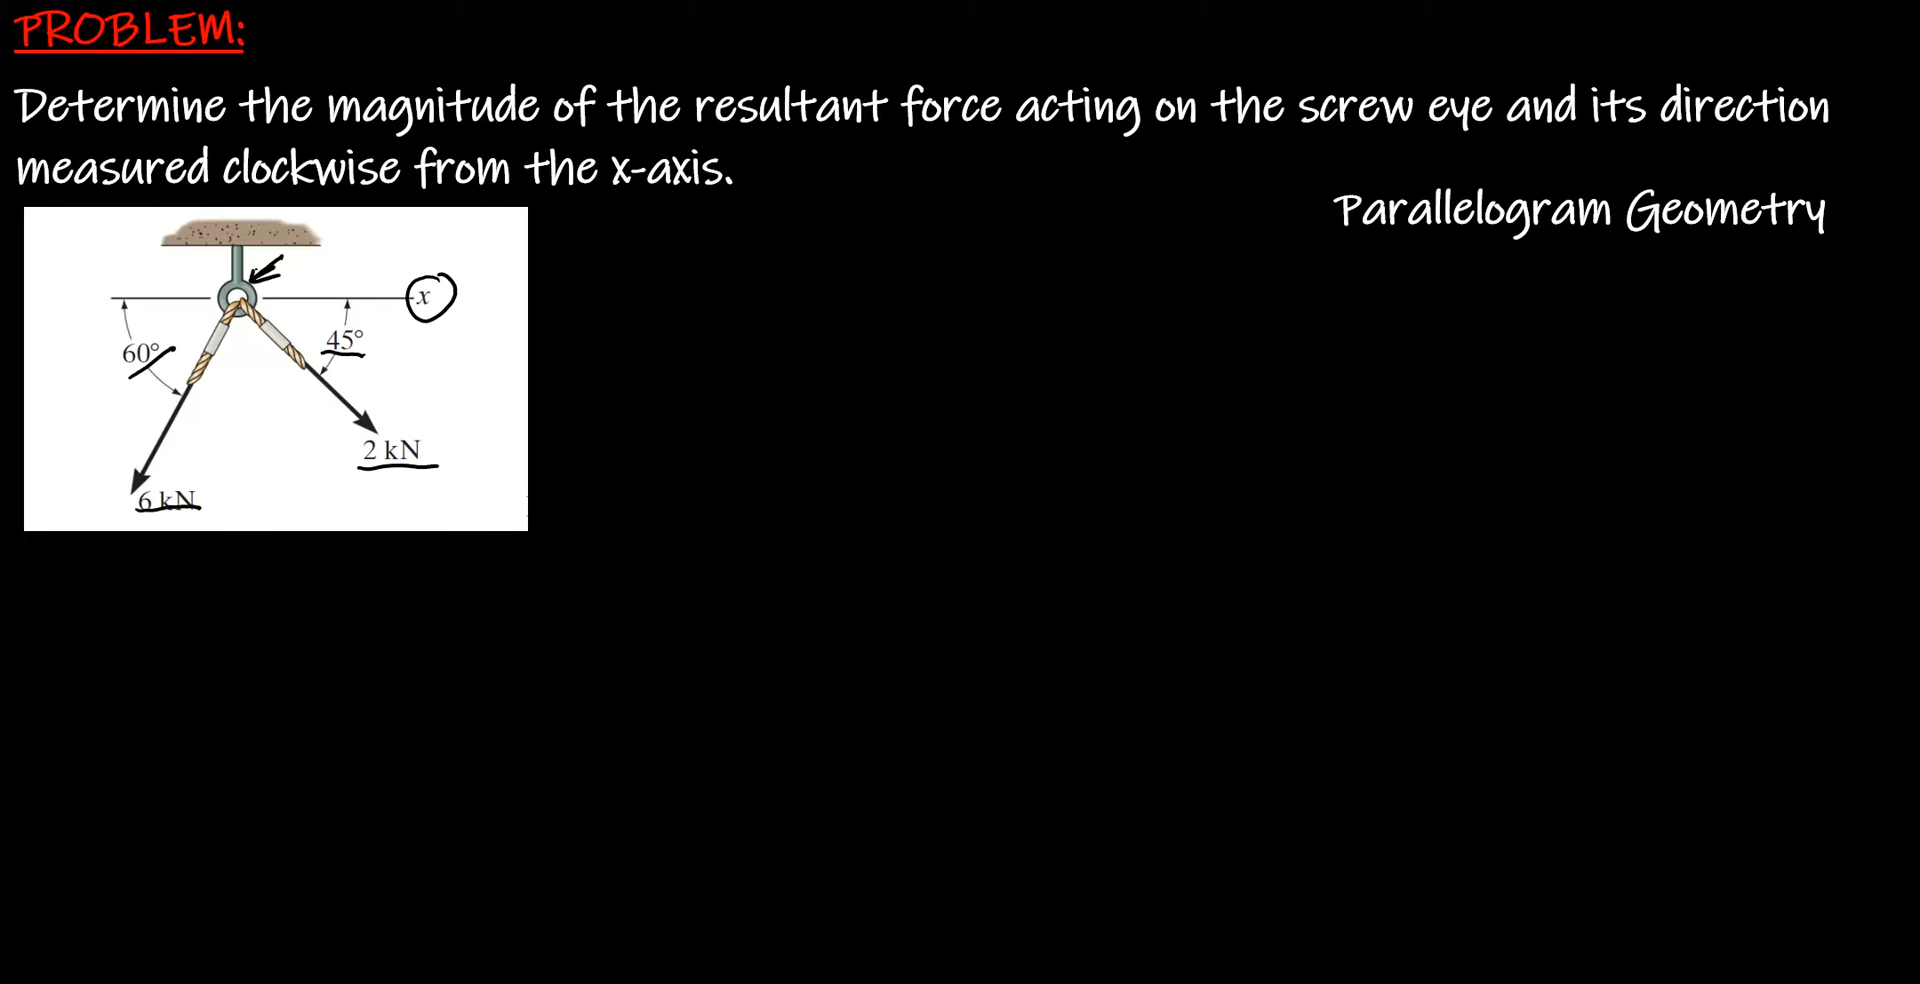 PROBLEM:
Determine the magnitude of the resultant force acting on the screw eye and its direction
measured clockwise from the x-axis.
Parallelogram Geometry
x
45°
60°
2 kN
6 kN